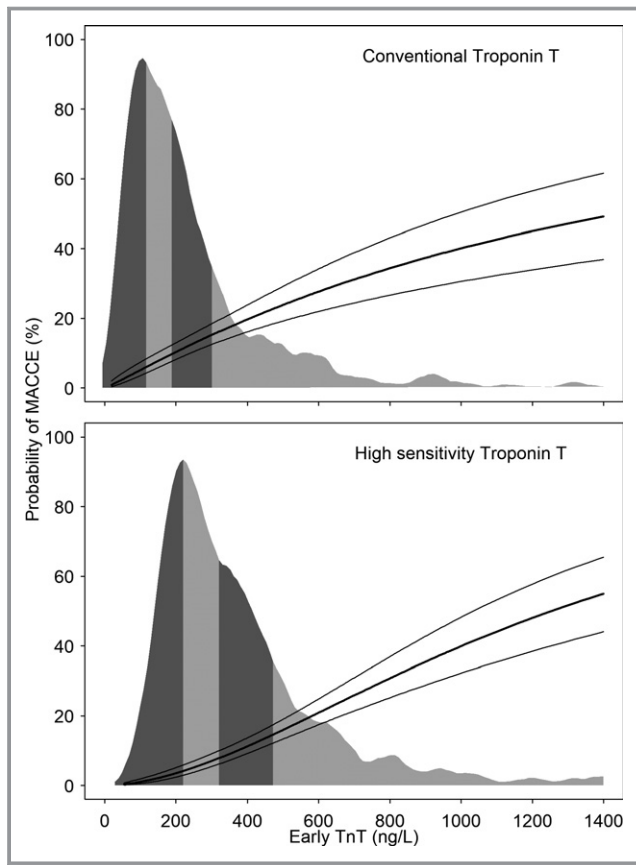 Conventional Troponin T
100
80
60
40
20
0
Probability of MACCE (%)
High sensitivity Troponin T
100
80
60
40
20
0
0 200 400 600 800 1000 1200 1400
Early TnT (ng/L)